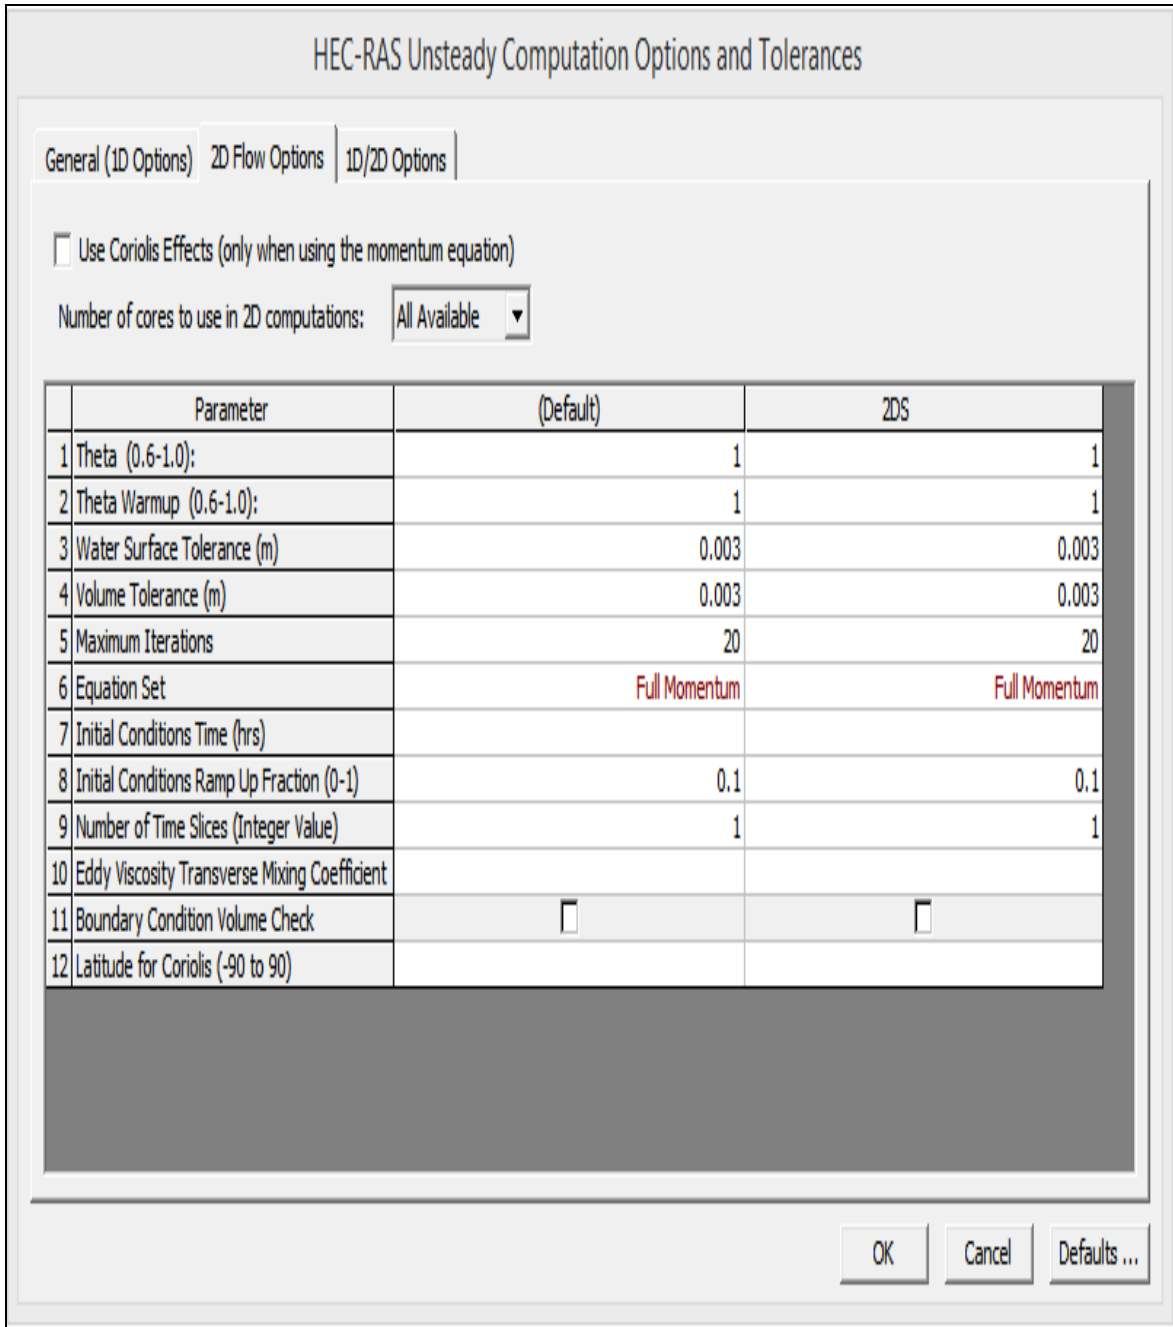 HEC-RAS Unsteady Computation Options and Tolerances
General (1D Options) 2D Flow Options 1D/2D Options
Use Coriolis Effects (only when using the momentum equation)
Number of cores to use in 2D computations: All Available
Parameter (Default) 2DS
1 Theta (0.6-1.0): 1 1
2 Theta Warmup (0.6-1.0): 1 1
3 Water Surface Tolerance (m) 0.003 0.003
4 Volume Tolerance (m) 0.003 0.003
5 Maximum Iterations 20 20
6 Equation Set Full Momentum Full Momentum
7 Initial Conditions Time (hrs)
8 Initial Conditions Ramp Up Fraction (0-1) 0.1 0.1
9 Number of Time Slices (Integer Value) 1 1
10 Eddy Viscosity Transverse Mixing Coefficient
11 Boundary Condition Volume Check
12 Latitude for Coriolis (-90 to 90)
OK Cancel Defaults ...